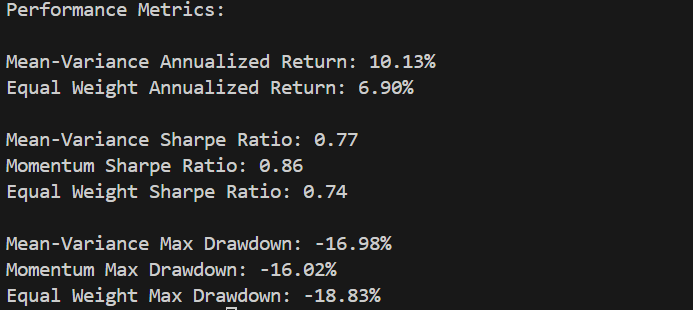 Performance Metrics:
Mean-Variance Annualized Return: 10.13%
Equal Weight Annualized Return: 6.90%
Mean-Variance Sharpe Ratio: 0.77
Momentum Sharpe Ratio: 0.86
Equal Weight Sharpe Ratio: 0.74
Mean-Variance Max Drawdown: -16.98%
Momentum Max Drawdown: -16.02%
Equal Weight Max Drawdown: -18.83%